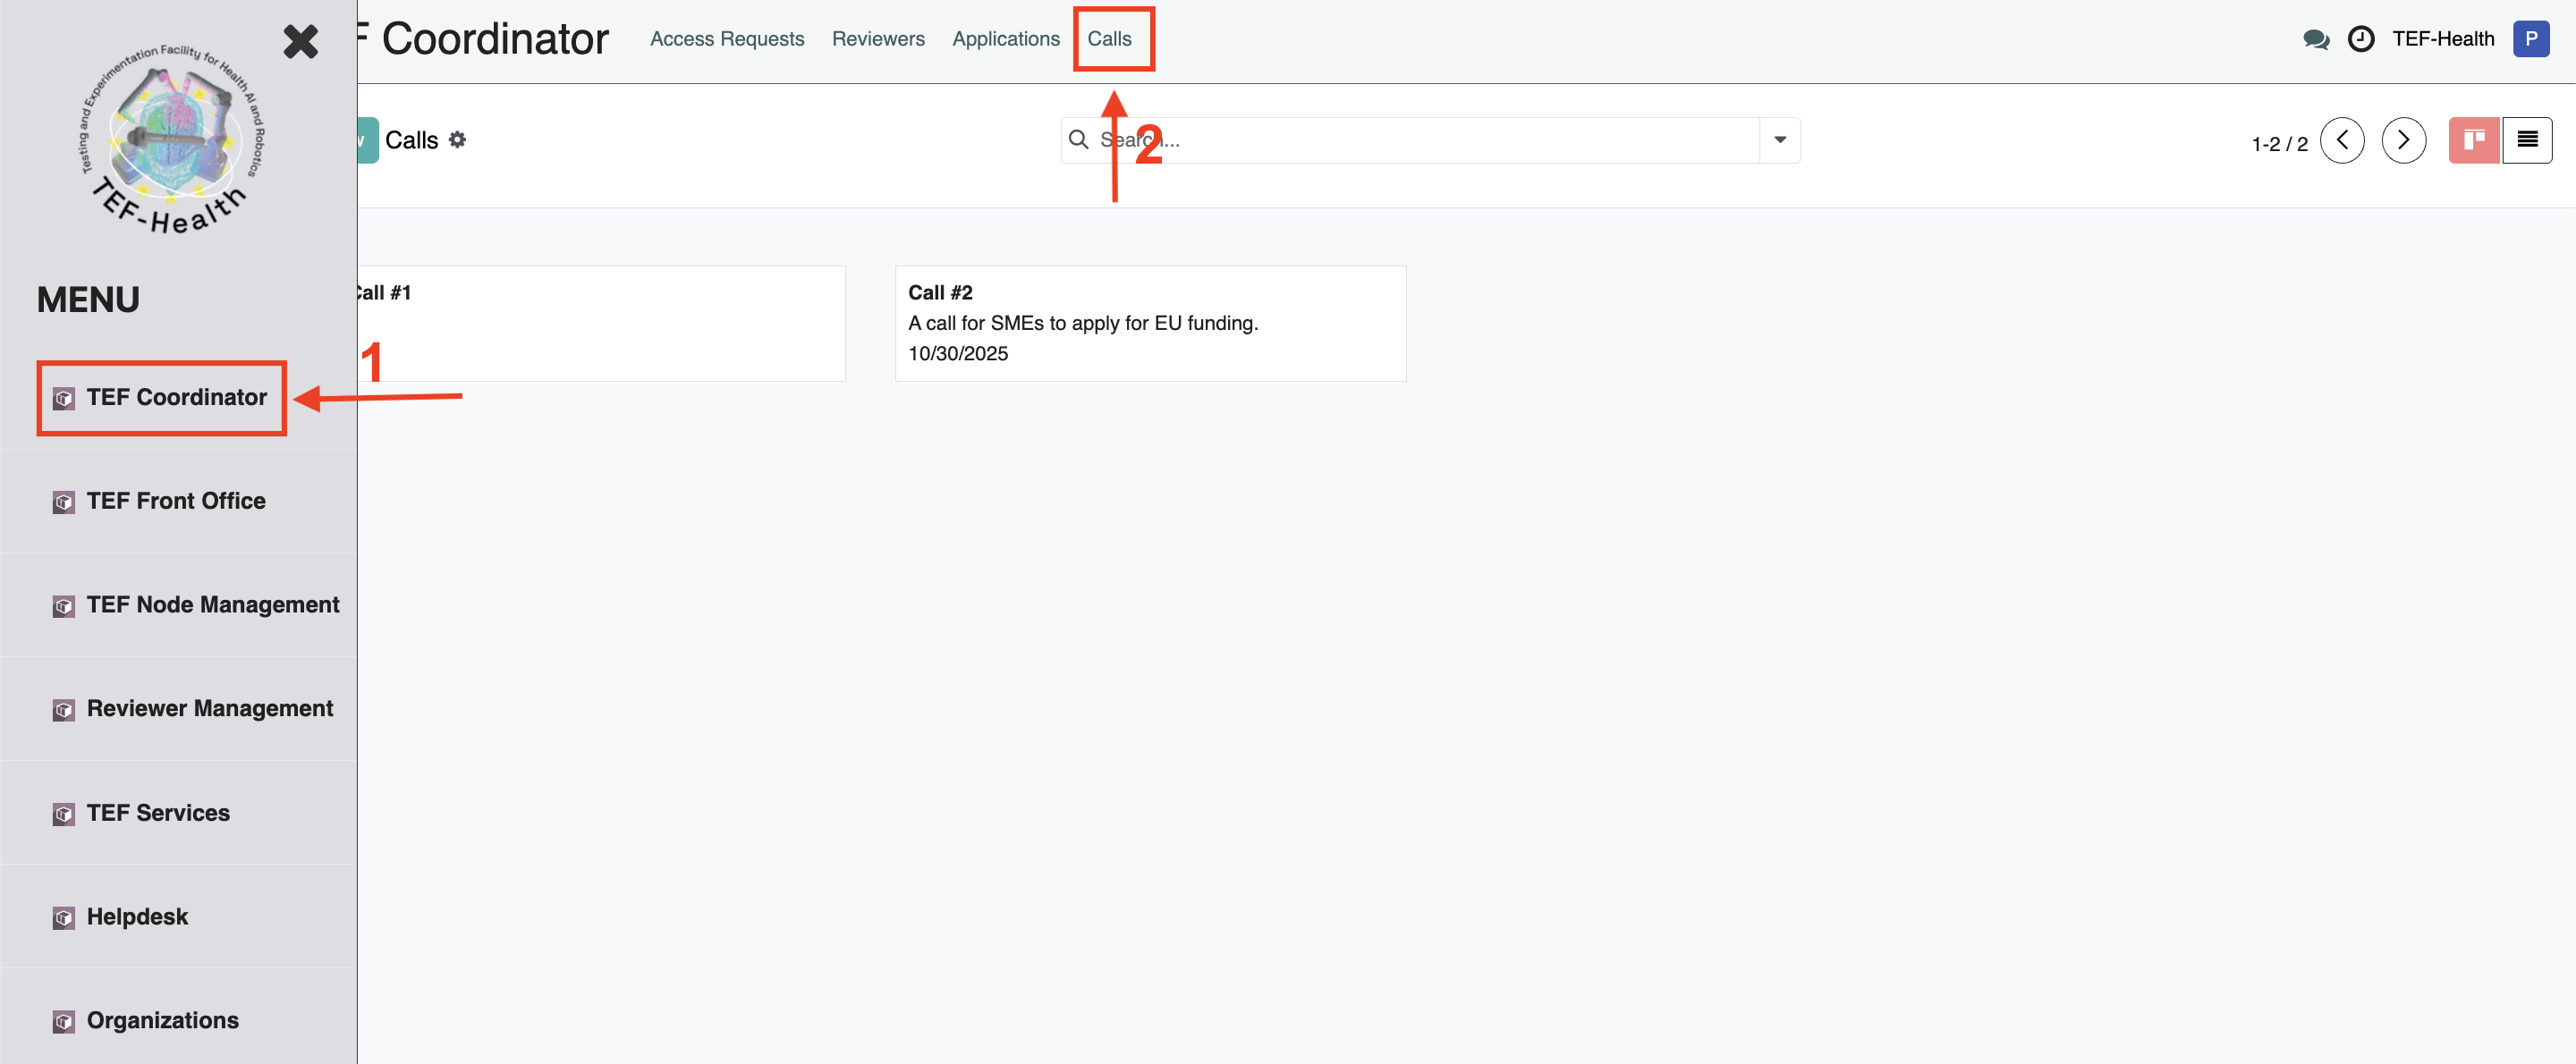 Testing and Experimentation Facility for Health AI and Robotics
TEF-Health
F Coordinator
Access Requests
Reviewers
Applications
Calls
TEF-Health
P
Calls
Search...
2
1-2 / 2
MENU
Call #1
Call #2
A call for SMEs to apply for EU funding.
10/30/2025
1
TEF Coordinator
TEF Front Office
TEF Node Management
Reviewer Management
TEF Services
Helpdesk
Organizations